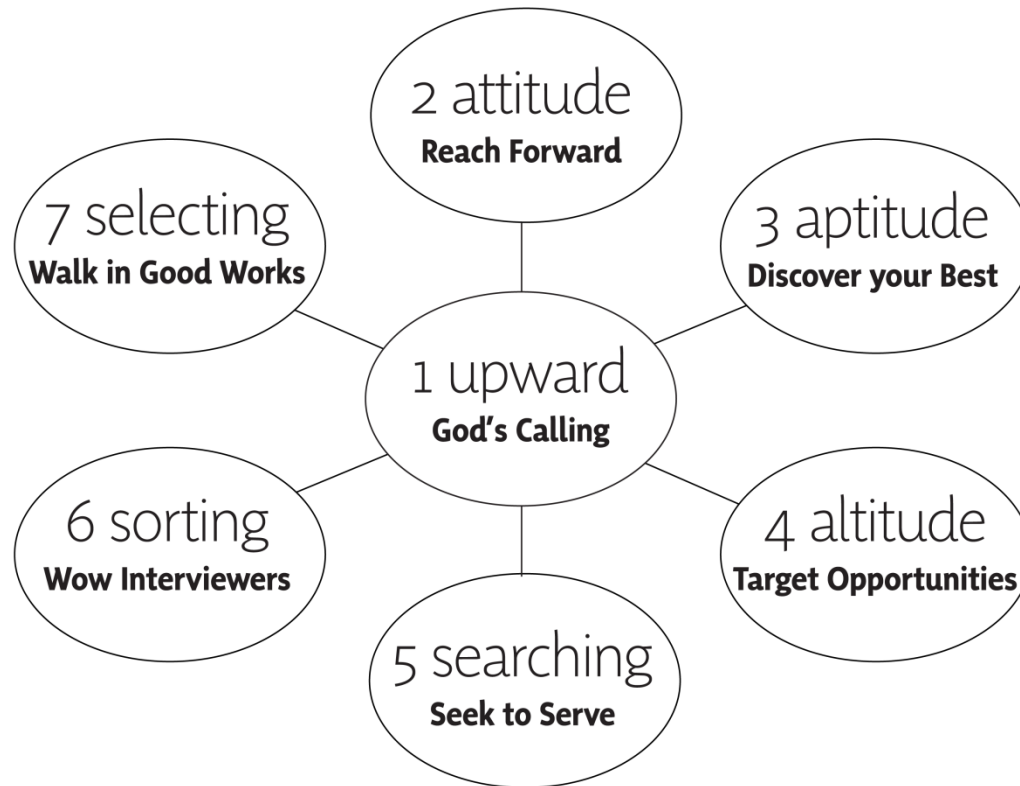 1 upward
God's Calling
2 attitude
Reach Forward
3 aptitude
Discover your Best
4 altitude
Target Opportunities
5 searching
Seek to Serve
6 sorting
Wow Interviewers
7 selecting
Walk in Good Works